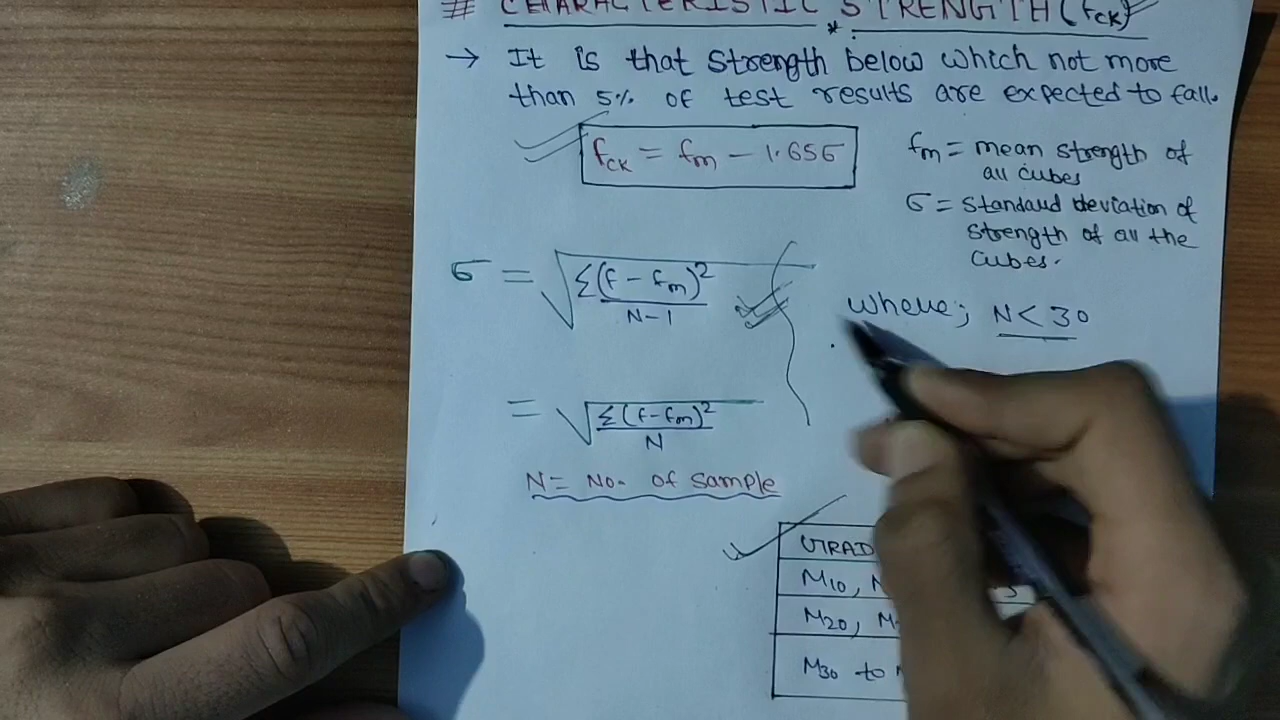 # CHARACTERISTIC STRENGTH (fck)
→ It is that strength below which not more
than 5% of test results are expected to fall.
fck = fm - 1.65σ
fm = mean strength of
all cubes
σ = standard deviation of
strength of all the
cubes.
σ = √(Σ(f - fm)²/N-1)
where; N < 30
= √(Σ(f-fm)²/N)
N = No. of sample
GRAD
M10,
M20,
M30 to